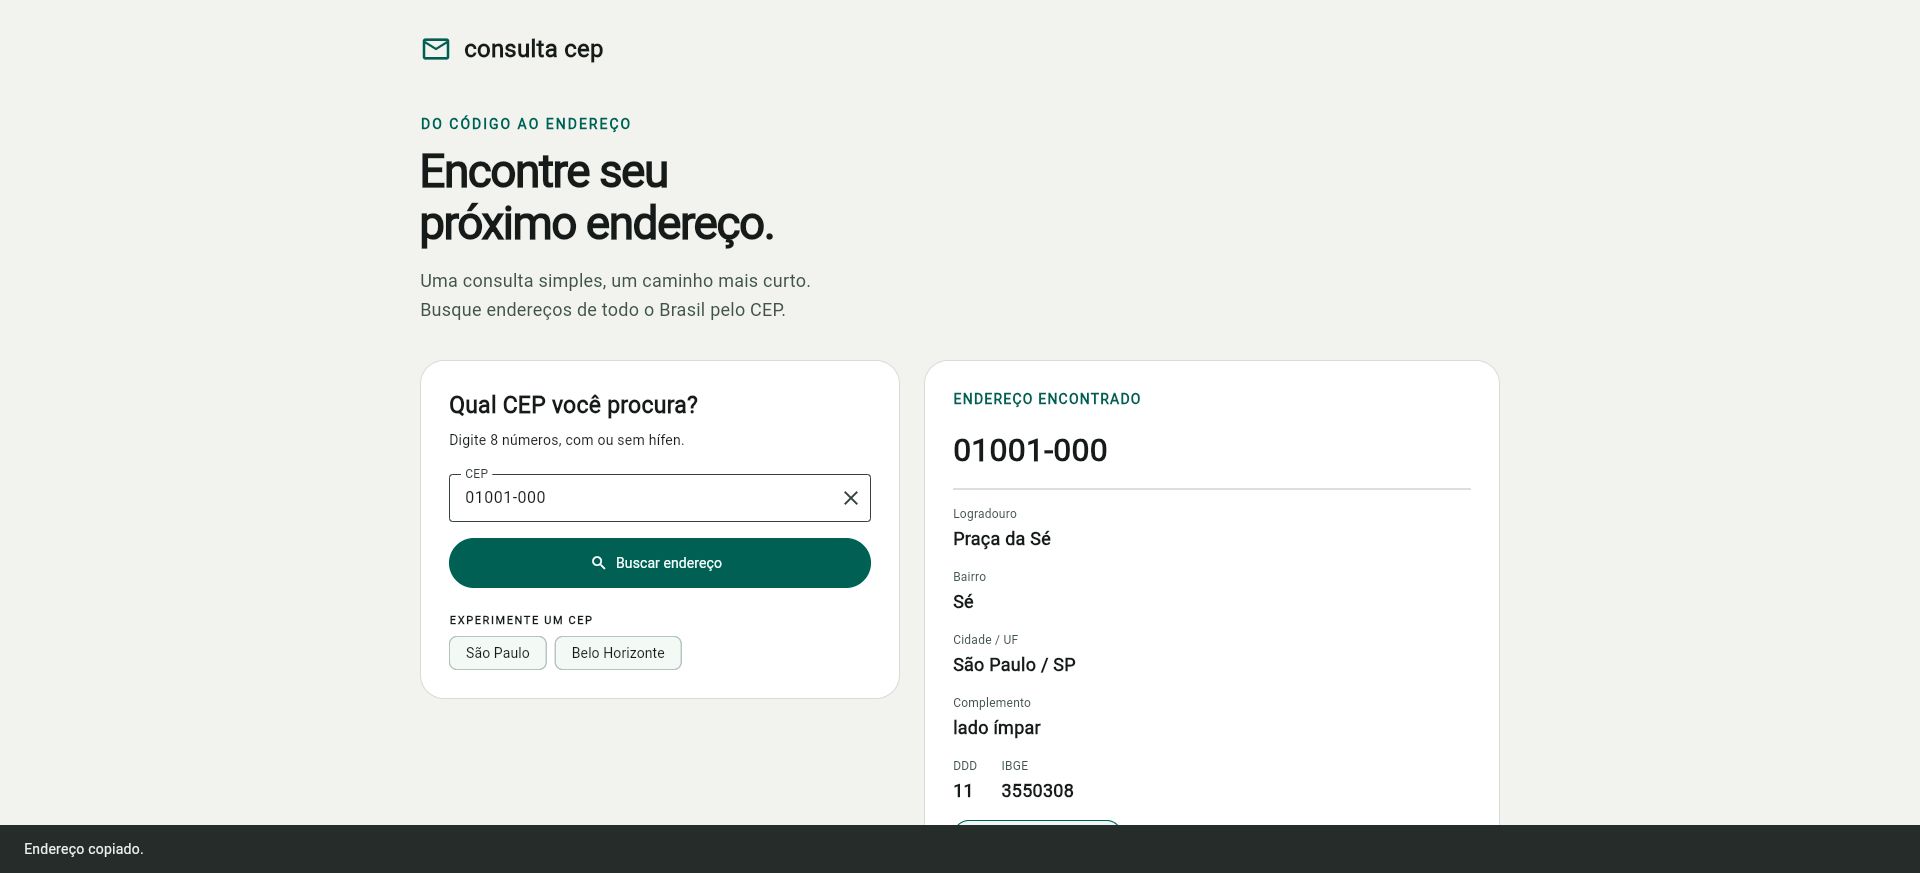 consulta cep
DO CÓDIGO AO ENDEREÇO
Encontre seu
próximo endereço.
Uma consulta simples, um caminho mais curto.
Busque endereços de todo o Brasil pelo CEP.
Qual CEP você procura?
Digite 8 números, com ou sem hífen.
CEP
01001-000
Buscar endereço
EXPERIMENTE UM CEP
São Paulo
Belo Horizonte
ENDEREÇO ENCONTRADO
01001-000
Logradouro
Praça da Sé
Bairro
Sé
Cidade / UF
São Paulo / SP
Complemento
lado ímpar
DDD IBGE
11 3550308
Endereço copiado.